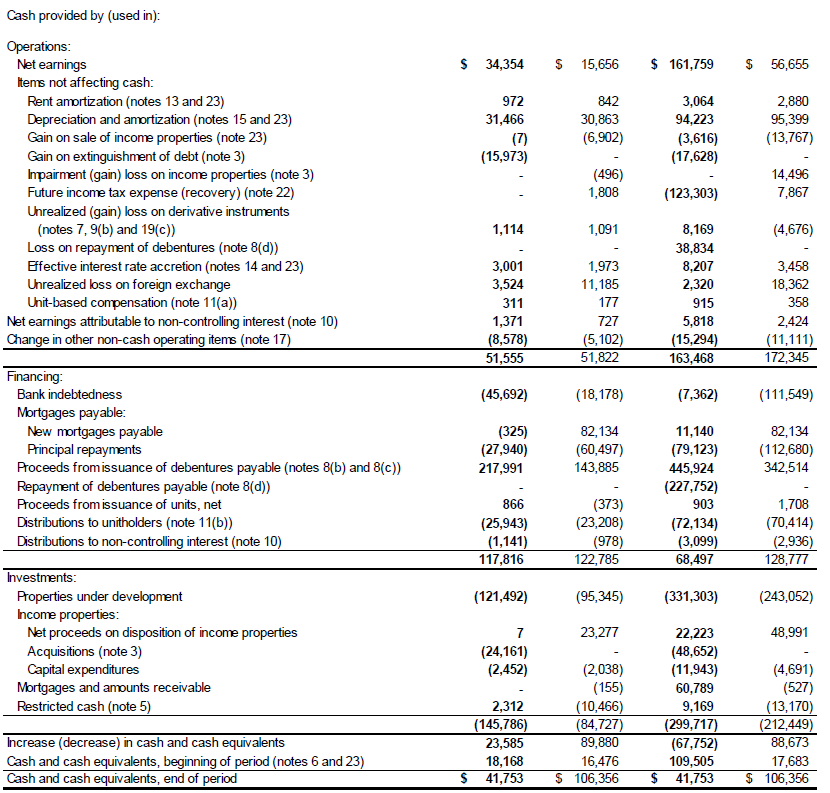 Cash provided by (used in):
Operations:
Net earnings $ 34,354 $ 15,656 $ 161,759 $ 56,655
Items not affecting cash:
Rent amortization (notes 13 and 23) 972 842 3,064 2,880
Depreciation and amortization (notes 15 and 23) 31,466 30,863 94,223 95,399
Gain on sale of income properties (note 23) (7) (6,902) (3,616) (13,767)
Gain on extinguishment of debt (note 3) (15,973) - (17,628) -
Impairment (gain) loss on income properties (note 3) - (496) - 14,496
Future income tax expense (recovery) (note 22) - 1,808 (123,303) 7,867
Unrealized (gain) loss on derivative instruments
(notes 7, 9(b) and 19(c)) 1,114 1,091 8,169 (4,676)
Loss on repayment of debentures (note 8(d)) - - 38,834 -
Effective interest rate accretion (notes 14 and 23) 3,001 1,973 8,207 3,458
Unrealized loss on foreign exchange 3,524 11,185 2,320 18,362
Unit-based compensation (note 11(a)) 311 177 915 358
Net earnings attributable to non-controlling interest (note 10) 1,371 727 5,818 2,424
Change in other non-cash operating items (note 17) (8,578) (5,102) (15,294) (11,111)
51,555 51,822 163,468 172,345
Financing:
Bank indebtedness (45,692) (18,178) (7,362) (111,549)
Mortgages payable:
New mortgages payable (325) 82,134 11,140 82,134
Principal repayments (27,940) (60,497) (79,123) (112,680)
Proceeds from issuance of debentures payable (notes 8(b) and 8(c)) 217,991 143,885 445,924 342,514
Repayment of debentures payable (note 8(d)) - - (227,752) -
Proceeds from issuance of units, net 866 (373) 903 1,708
Distributions to unitholders (note 11(b)) (25,943) (23,208) (72,134) (70,414)
Distributions to non-controlling interest (note 10) (1,141) (978) (3,099) (2,936)
117,816 122,785 68,497 128,777
Investments:
Properties under development (121,492) (95,345) (331,303) (243,052)
Income properties:
Net proceeds on disposition of income properties 7 23,277 22,223 48,991
Acquisitions (note 3) (24,161) - (48,652) -
Capital expenditures (2,452) (2,038) (11,943) (4,691)
Mortgages and amounts receivable - (155) 60,789 (527)
Restricted cash (note 5) 2,312 (10,466) 9,169 (13,170)
(145,786) (84,727) (299,717) (212,449)
Increase (decrease) in cash and cash equivalents 23,585 89,880 (67,752) 88,673
Cash and cash equivalents, beginning of period (notes 6 and 23) 18,168 16,476 109,505 17,683
Cash and cash equivalents, end of period $ 41,753 $ 106,356 $ 41,753 $ 106,356